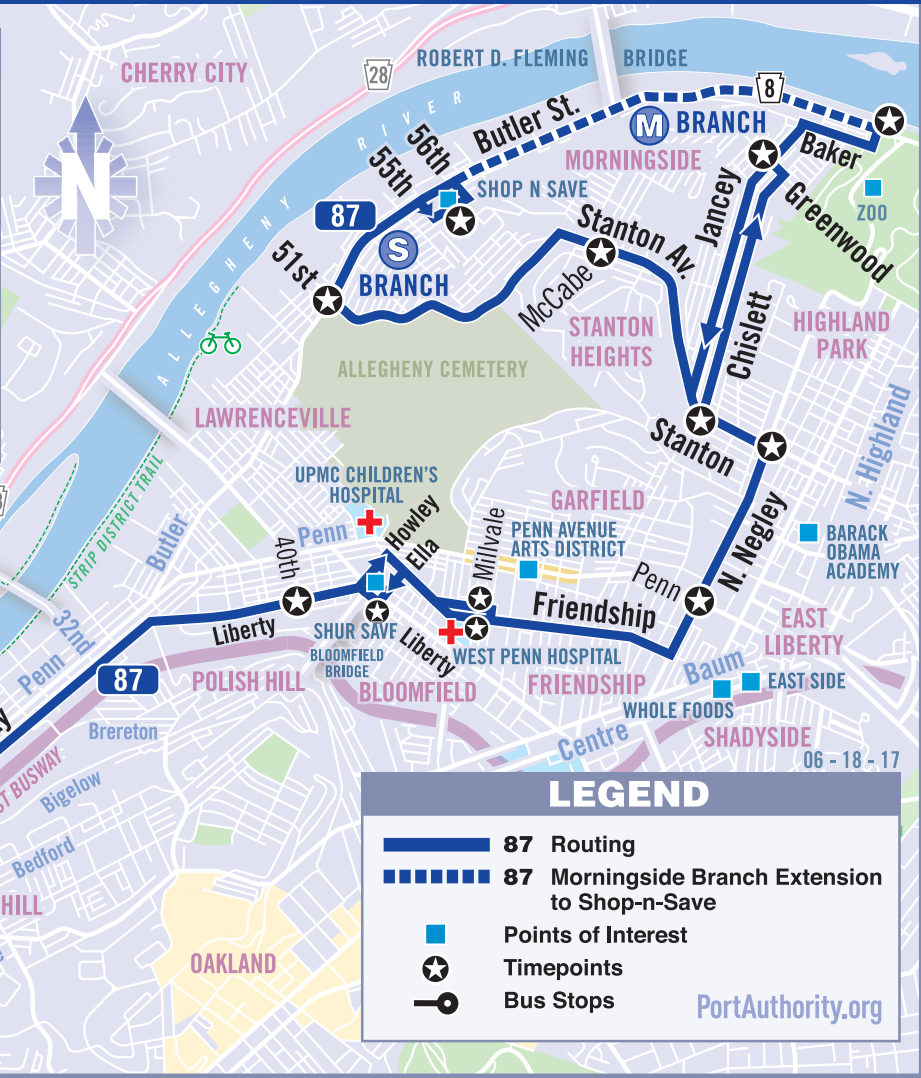 CHERRY CITY
28
ROBERT D. FLEMING BRIDGE
8
ALLEGHENY RIVER
N
56th
55th
Butler St.
M BRANCH
MORNINGSIDE
Baker
SHOP N SAVE
ZOO
87
Jancey
Greenwood
S
BRANCH
51st
Stanton Av.
McCabe
STANTON
HEIGHTS
Chislett
HIGHLAND
PARK
ALLEGHENY CEMETERY
LAWRENCEVILLE
Stanton
N. Highland
UPMC CHILDREN'S
HOSPITAL
STRIP DISTRICT TRAIL
Butler
Penn
Howley
Ella
Millvale
GARFIELD
PENN AVENUE
ARTS DISTRICT
N. Negley
BARACK
OBAMA
ACADEMY
40th
Penn
Friendship
32nd
Penn
Liberty
SHUR SAVE
BLOOMFIELD
BRIDGE
Liberty
WEST PENN HOSPITAL
EAST
LIBERTY
87
POLISH HILL
BLOOMFIELD
FRIENDSHIP
Baum
EAST SIDE
WHOLE FOODS
Brereton
Centre
SHADYSIDE
BUSWAY
Bigelow
06 - 18 - 17
Bedford
HILL
OAKLAND
LEGEND
87 Routing
87 Morningside Branch Extension
to Shop-n-Save
Points of Interest
Timepoints
Bus Stops
PortAuthority.org